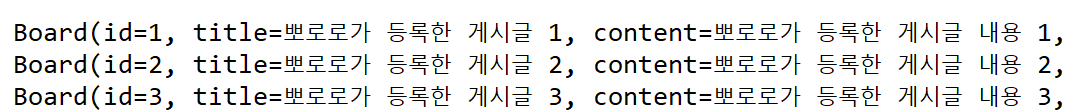 Board(id=1, title=뽀로로가 등록한 게시글 1, content=뽀로로가 등록한 게시글 내용 1,
Board(id=2, title=뽀로로가 등록한 게시글 2, content=뽀로로가 등록한 게시글 내용 2,
Board(id=3, title=뽀로로가 등록한 게시글 3, content=뽀로로가 등록한 게시글 내용 3,